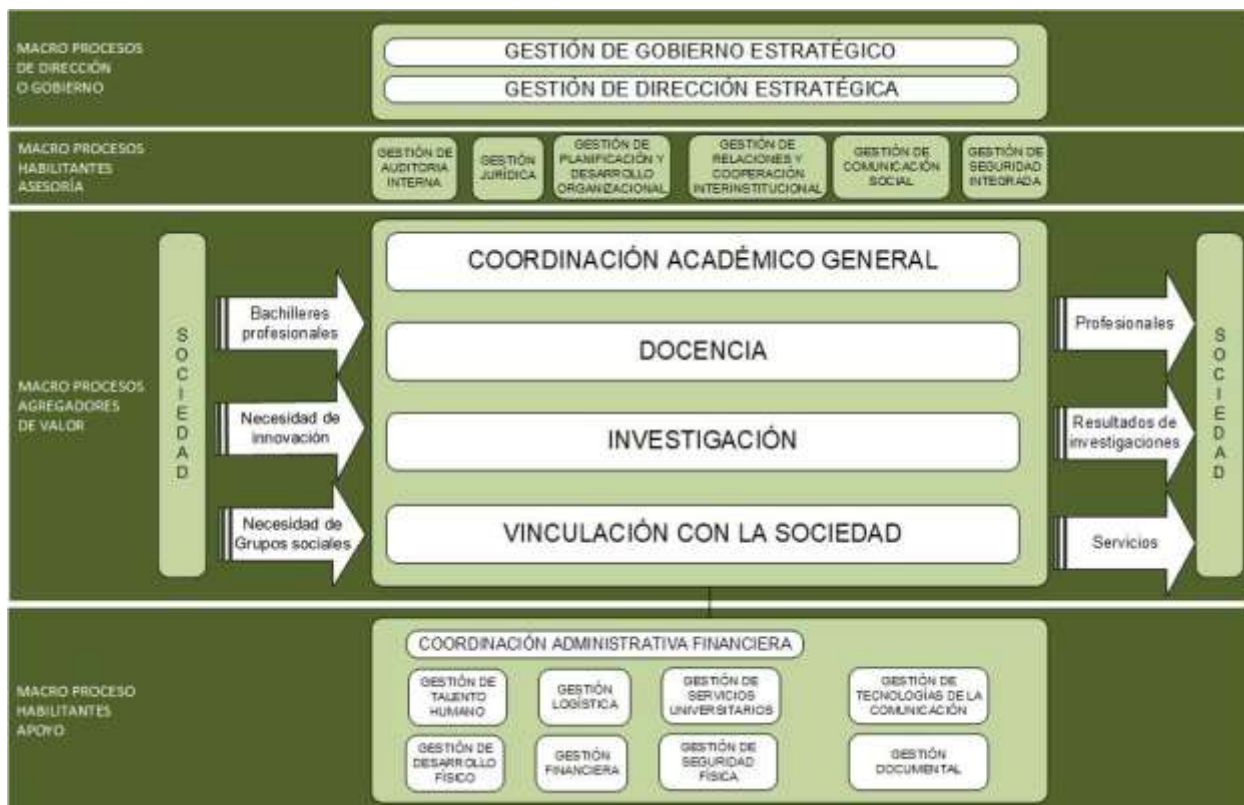 MACRO PROCESOS
DE DIRECCIÓN
O GOBIERNO
GESTIÓN DE GOBIERNO ESTRATÉGICO
GESTIÓN DE DIRECCIÓN ESTRATÉGICA
MACRO PROCESOS
HABILITANTES
ASESORÍA
GESTIÓN DE
AUDITORIA
INTERNA
GESTIÓN
JURÍDICA
GESTIÓN DE
PLANIFICACIÓN Y
DESARROLLO
ORGANIZACIONAL
GESTIÓN DE
RELACIONES Y
COOPERACIÓN
INTERINSTITUCIONAL
GESTIÓN DE
COMUNICACIÓN
SOCIAL
GESTIÓN DE
SEGURIDAD
INTEGRADA
MACRO PROCESOS
AGREGADORES
DE VALOR
SOCIEDAD
Bachilleres
profesionales
Necesidad de
innovación
Necesidad de
Grupos sociales
COORDINACIÓN ACADÉMICO GENERAL
DOCENCIA
INVESTIGACIÓN
VINCULACIÓN CON LA SOCIEDAD
Profesionales
Resultados de
investigaciones
Servicios
SOCIEDAD
MACRO PROCESO
HABILITANTES
APOYO
COORDINACIÓN ADMINISTRATIVA FINANCIERA
GESTIÓN DE
TALENTO
HUMANO
GESTIÓN
LOGÍSTICA
GESTIÓN DE
SERVICIOS
UNIVERSITARIOS
GESTIÓN DE
TECNOLOGÍAS DE LA
COMUNICACIÓN
GESTIÓN DE
DESARROLLO
FÍSICO
GESTIÓN
FINANCIERA
GESTIÓN DE
SEGURIDAD
FÍSICA
GESTIÓN
DOCUMENTAL